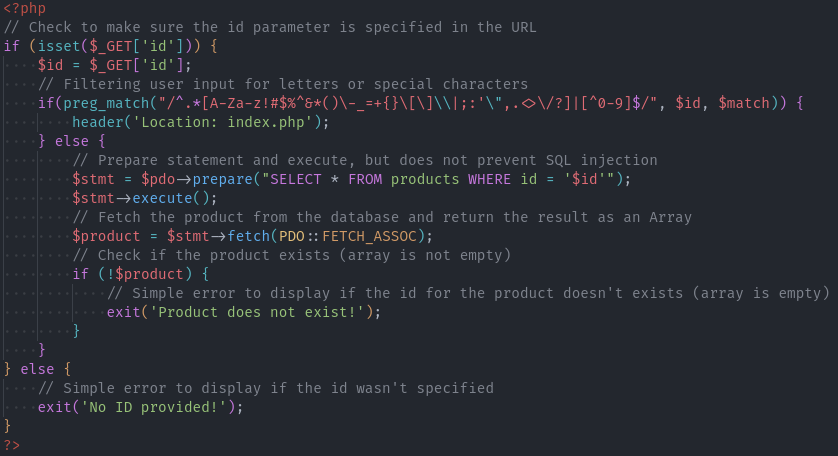 <?php
// Check to make sure the id parameter is specified in the URL
if (isset($_GET['id'])) {
    $id = $_GET['id'];
    // Filtering user input for letters or special characters
    if(preg_match("/^.*[A-Za-z!#$%^&*()\-_=+{}\[\]\\|;:'\",.<>\/?]|[^0-9]$/", $id, $match)) {
        header('Location: index.php');
    } else {
        // Prepare statement and execute, but does not prevent SQL injection
        $stmt = $pdo->prepare("SELECT * FROM products WHERE id = '$id'");
        $stmt->execute();
        // Fetch the product from the database and return the result as an Array
        $product = $stmt->fetch(PDO::FETCH_ASSOC);
        // Check if the product exists (array is not empty)
        if (!$product) {
            // Simple error to display if the id for the product doesn't exists (array is empty)
            exit('Product does not exist!');
        }
    }
} else {
    // Simple error to display if the id wasn't specified
    exit('No ID provided!');
}
?>